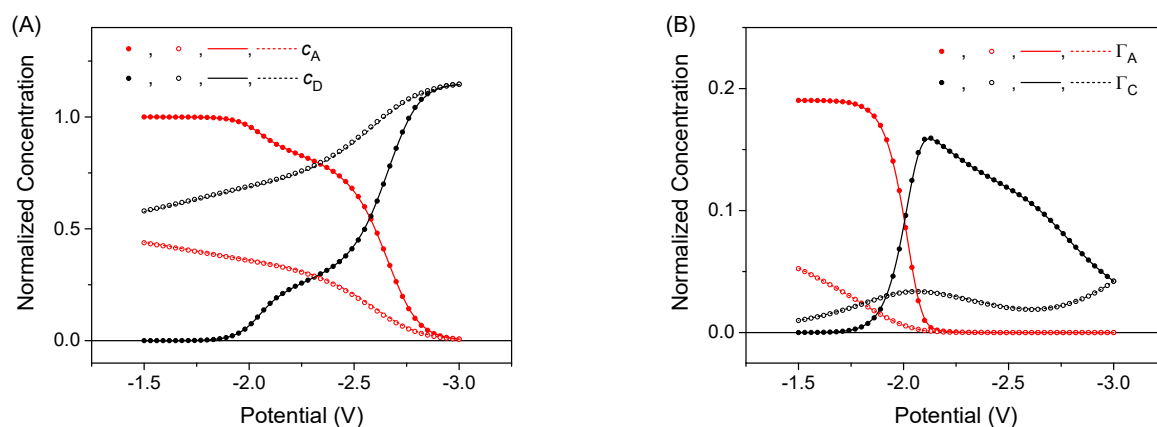 (A)
, , , c_A
, , , c_D
Normalized Concentration
1.0
0.5
0.0
-1.5 -2.0 -2.5 -3.0
Potential (V)
(B)
, , , Γ_A
, , , Γ_C
Normalized Concentration
0.2
0.1
0.0
-1.5 -2.0 -2.5 -3.0
Potential (V)